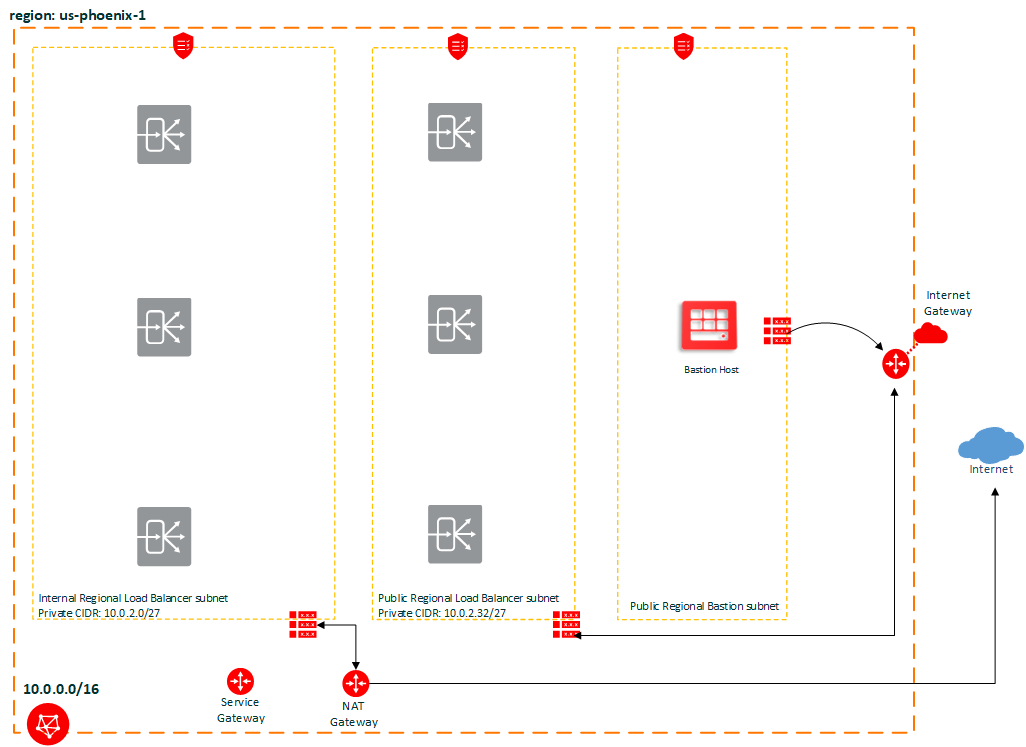 region: us-phoenix-1
Internet
Gateway
Bastion Host
Internet
Internal Regional Load Balancer subnet
Private CIDR: 10.0.2.0/27
Public Regional Load Balancer subnet
Private CIDR: 10.0.2.32/27
Public Regional Bastion subnet
10.0.0.0/16
Service
Gateway
NAT
Gateway